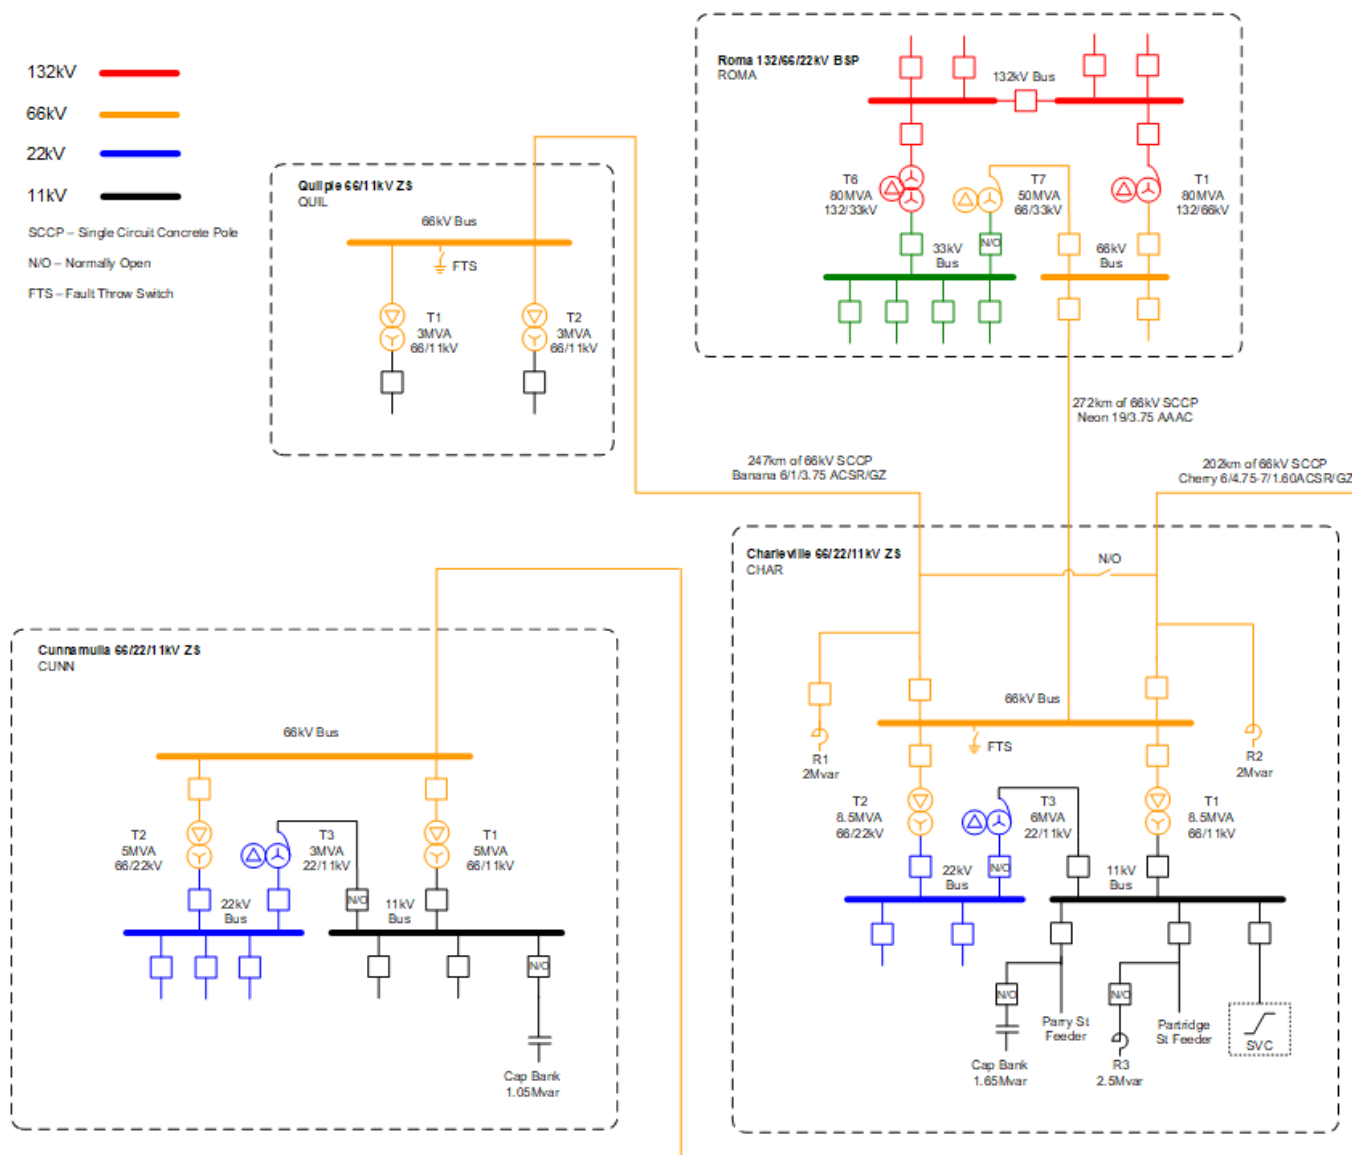 132kV
66kV
22kV
11kV
SCCP – Single Circuit Concrete Pole
N/O – Normally Open
FTS – Fault Throw Switch
Roma 132/66/22kV BSP
ROMA
132kV Bus
T6
80MVA
132/33kV
T7
50MVA
66/33kV
T1
80MVA
132/66kV
33kV
Bus
N/O
66kV
Bus
Quilpie 66/11kV ZS
QUIL
66kV Bus
FTS
T1
3MVA
66/11kV
T2
3MVA
66/11kV
272km of 66kV SCCP
Neon 19/3.75 AAAC
247km of 66kV SCCP
Banana 6/1/3.75 ACSR/GZ
202km of 66kV SCCP
Cherry 6/4.75-7/1.60ACSR/GZ
Charleville 66/22/11kV ZS
CHAR
N/O
66kV Bus
FTS
R1
2Mvar
R2
2Mvar
T2
8.5MVA
66/22kV
T3
6MVA
22/11kV
T1
8.5MVA
66/11kV
N/O
22kV
Bus
11kV
Bus
N/O
N/O
Parry St
Feeder
Partridge
St Feeder
SVC
Cap Bank
1.65Mvar
R3
2.5Mvar
Cunnamulla 66/22/11kV ZS
CUNN
66kV Bus
T2
5MVA
66/22kV
T3
3MVA
22/11kV
T1
5MVA
66/11kV
22kV
Bus
N/O
11kV
Bus
N/O
Cap Bank
1.05Mvar